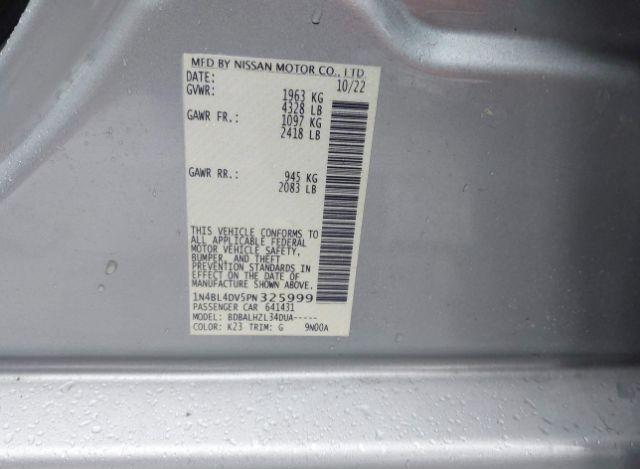 MFD BY NISSAN MOTOR CO., LTD.
DATE: 10/22
GVWR: 1963 KG
4328 LB
GAWR FR.: 1097 KG
2418 LB
GAWR RR.: 945 KG
2083 LB
THIS VEHICLE CONFORMS TO
ALL APPLICABLE FEDERAL
MOTOR VEHICLE SAFETY,
BUMPER, AND THEFT
PREVENTION STANDARDS IN
EFFECT ON THE DATE OF
MANUFACTURE SHOWN ABOVE.
1N4BL4DV5PN325999
PASSENGER CAR 641431
MODEL: BDBALHZL34DUA-----
COLOR: K23 TRIM: G 9N00A